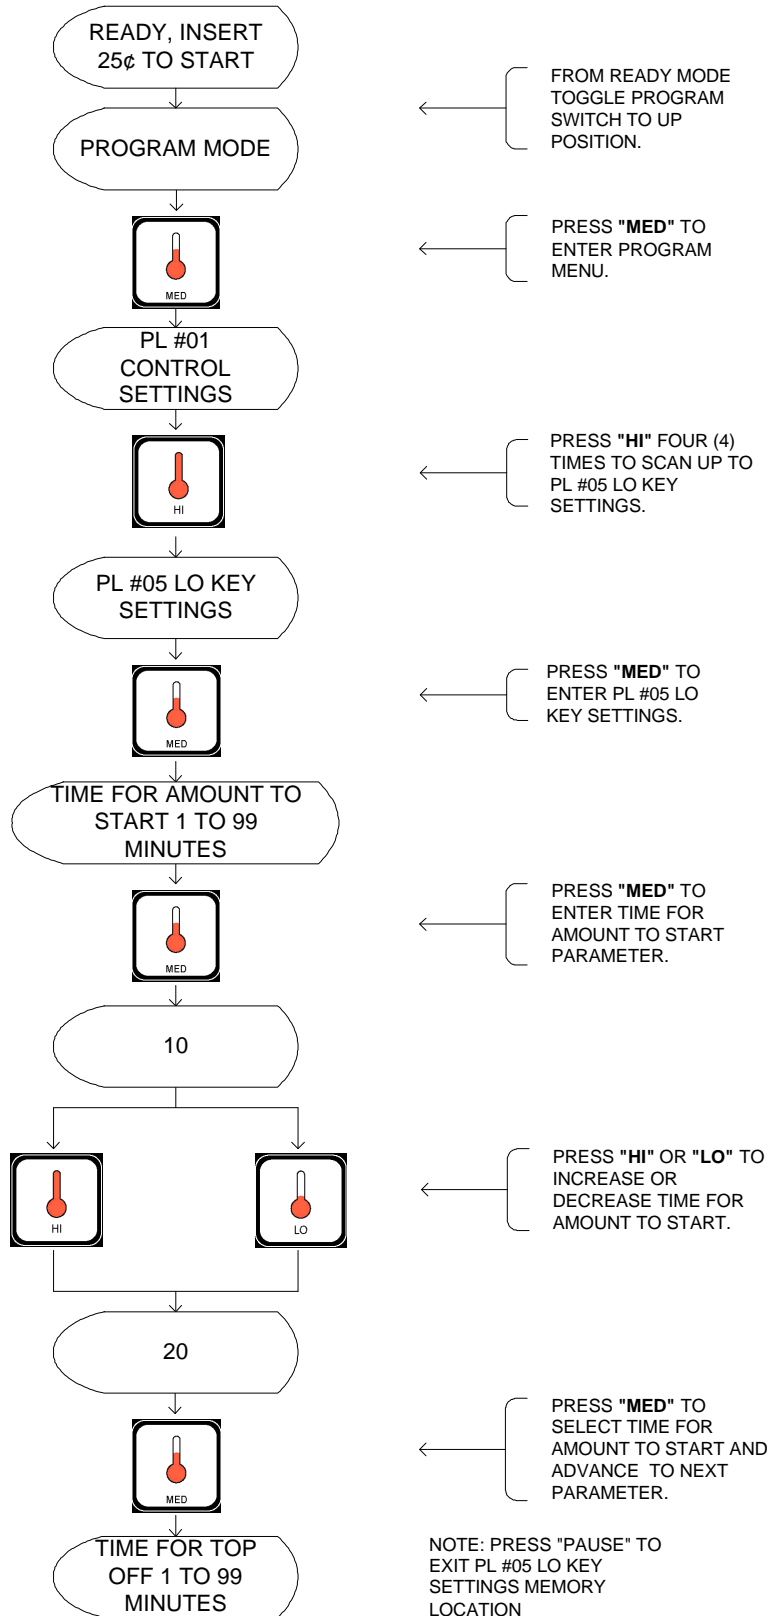 READY, INSERT
25¢ TO START
FROM READY MODE
TOGGLE PROGRAM
SWITCH TO UP
POSITION.
PROGRAM MODE
MED
PRESS "MED" TO
ENTER PROGRAM
MENU.
PL #01
CONTROL
SETTINGS
HI
PRESS "HI" FOUR (4)
TIMES TO SCAN UP TO
PL #05 LO KEY
SETTINGS.
PL #05 LO KEY
SETTINGS
MED
PRESS "MED" TO
ENTER PL #05 LO
KEY SETTINGS.
TIME FOR AMOUNT TO
START 1 TO 99
MINUTES
MED
PRESS "MED" TO
ENTER TIME FOR
AMOUNT TO START
PARAMETER.
10
HI
LO
PRESS "HI" OR "LO" TO
INCREASE OR
DECREASE TIME FOR
AMOUNT TO START.
20
MED
PRESS "MED" TO
SELECT TIME FOR
AMOUNT TO START AND
ADVANCE TO NEXT
PARAMETER.
TIME FOR TOP
OFF 1 TO 99
MINUTES
NOTE: PRESS "PAUSE" TO
EXIT PL #05 LO KEY
SETTINGS MEMORY
LOCATION